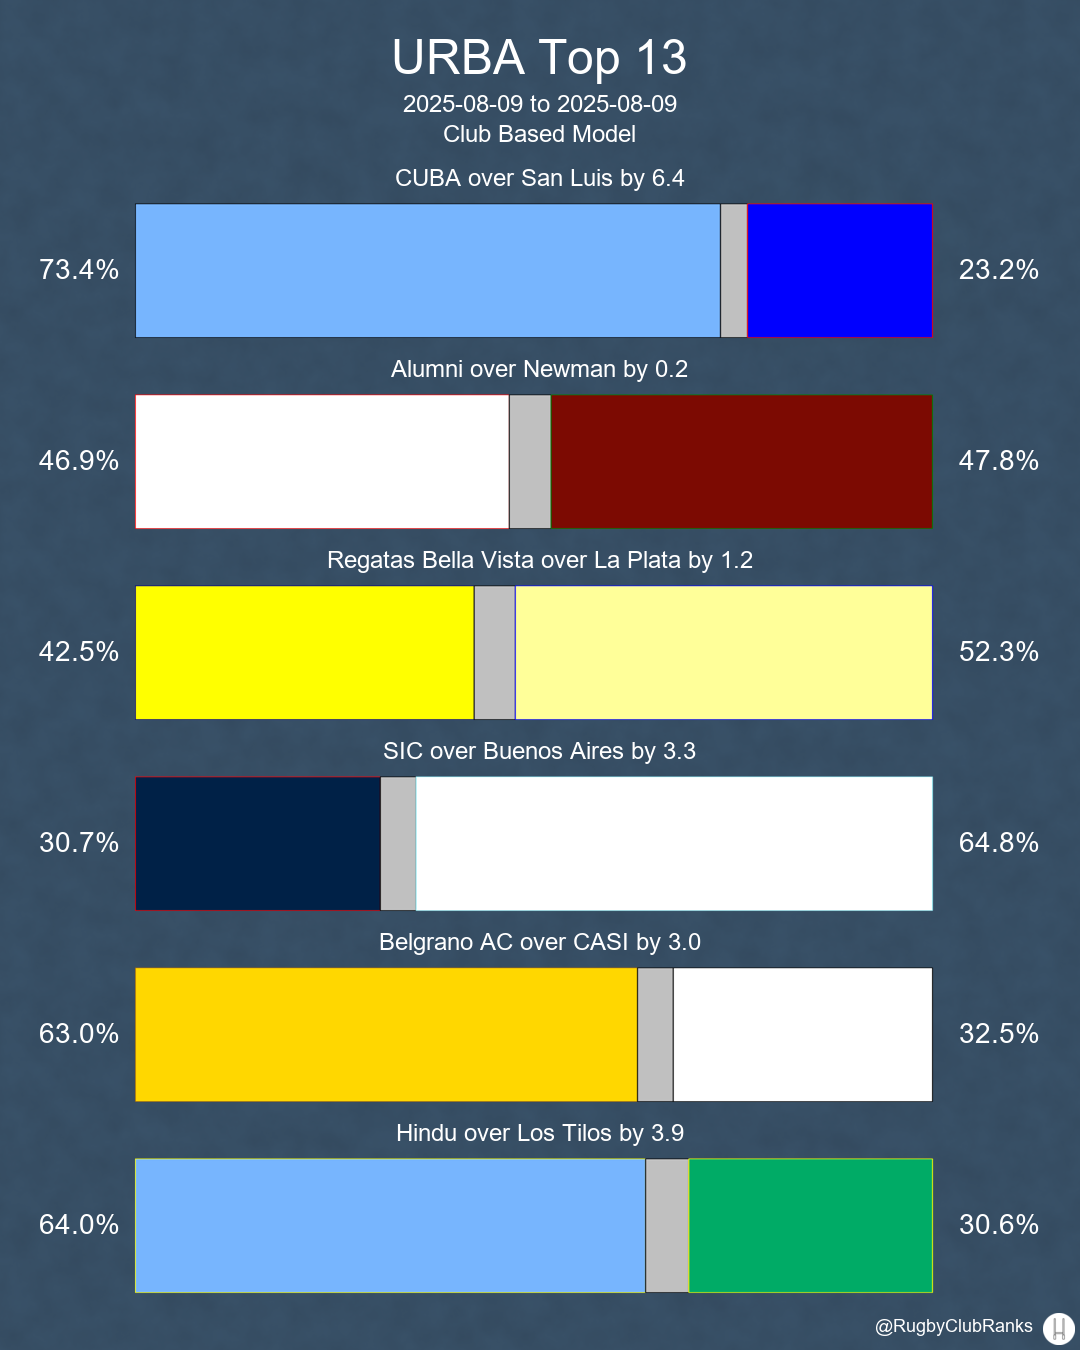 URBA Top 13
2025-08-09 to 2025-08-09
Club Based Model
CUBA over San Luis by 6.4
73.4%
23.2%
Alumni over Newman by 0.2
46.9%
47.8%
Regatas Bella Vista over La Plata by 1.2
42.5%
52.3%
SIC over Buenos Aires by 3.3
30.7%
64.8%
Belgrano AC over CASI by 3.0
63.0%
32.5%
Hindu over Los Tilos by 3.9
64.0%
30.6%
@RugbyClubRanks